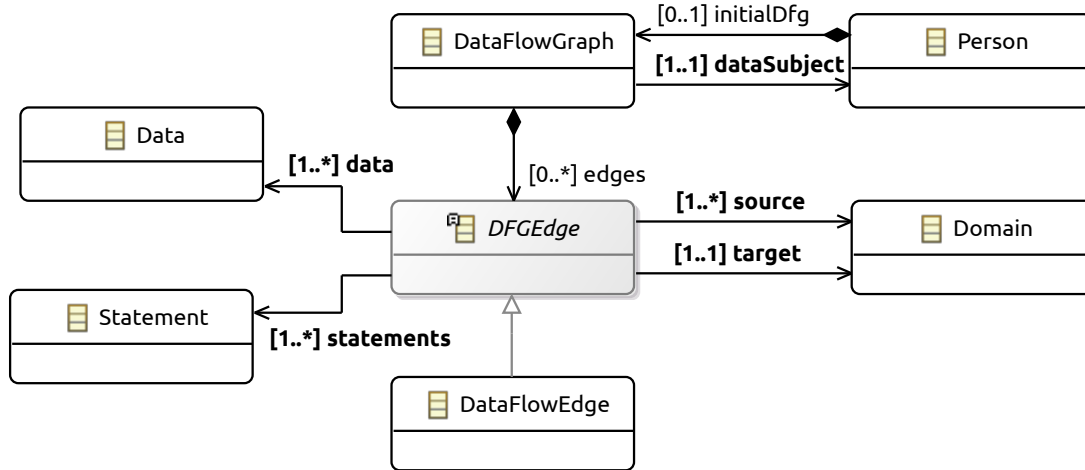 [0..1] initialDfg
DataFlowGraph
Person
[1..1] dataSubject
Data
[1..*] data
[0..*] edges
[1..*] source
DFGEdge
Domain
[1..1] target
Statement
[1..*] statements
DataFlowEdge